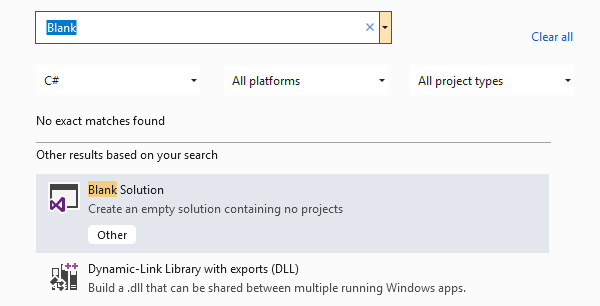 Blank
Clear all
C# All platforms All project types
No exact matches found
Other results based on your search
Blank Solution
Create an empty solution containing no projects
Other
Dynamic-Link Library with exports (DLL)
Build a .dll that can be shared between multiple running Windows apps.